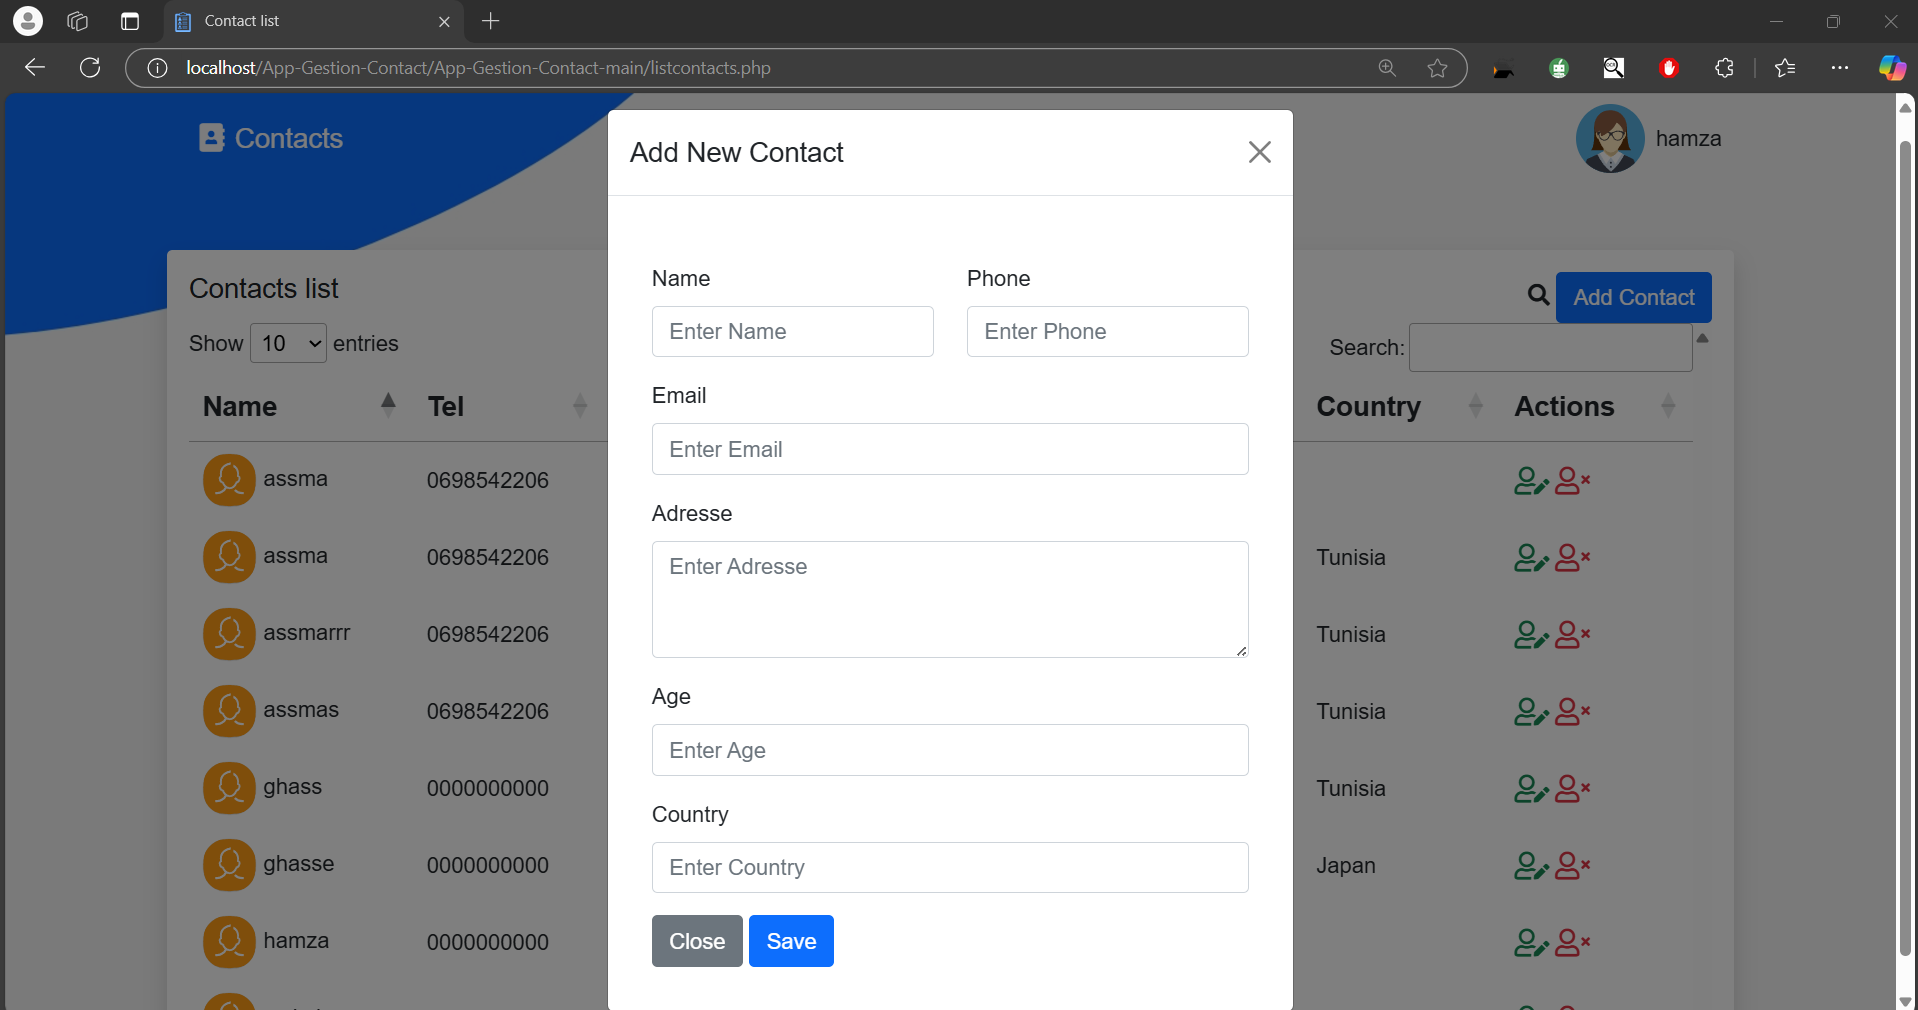 Contact list
localhost/App-Gestion-Contact/App-Gestion-Contact-main/listcontacts.php
Contacts
hamza
Contacts list
Add Contact
Show 10 entries
Search:
Name Tel Country Actions
assma 0698542206
assma 0698542206 Tunisia
assmarrr 0698542206 Tunisia
assmas 0698542206 Tunisia
ghass 0000000000 Tunisia
ghasse 0000000000 Japan
hamza 0000000000
Add New Contact
Name Phone
Enter Name Enter Phone
Email
Enter Email
Adresse
Enter Adresse
Age
Enter Age
Country
Enter Country
Close Save